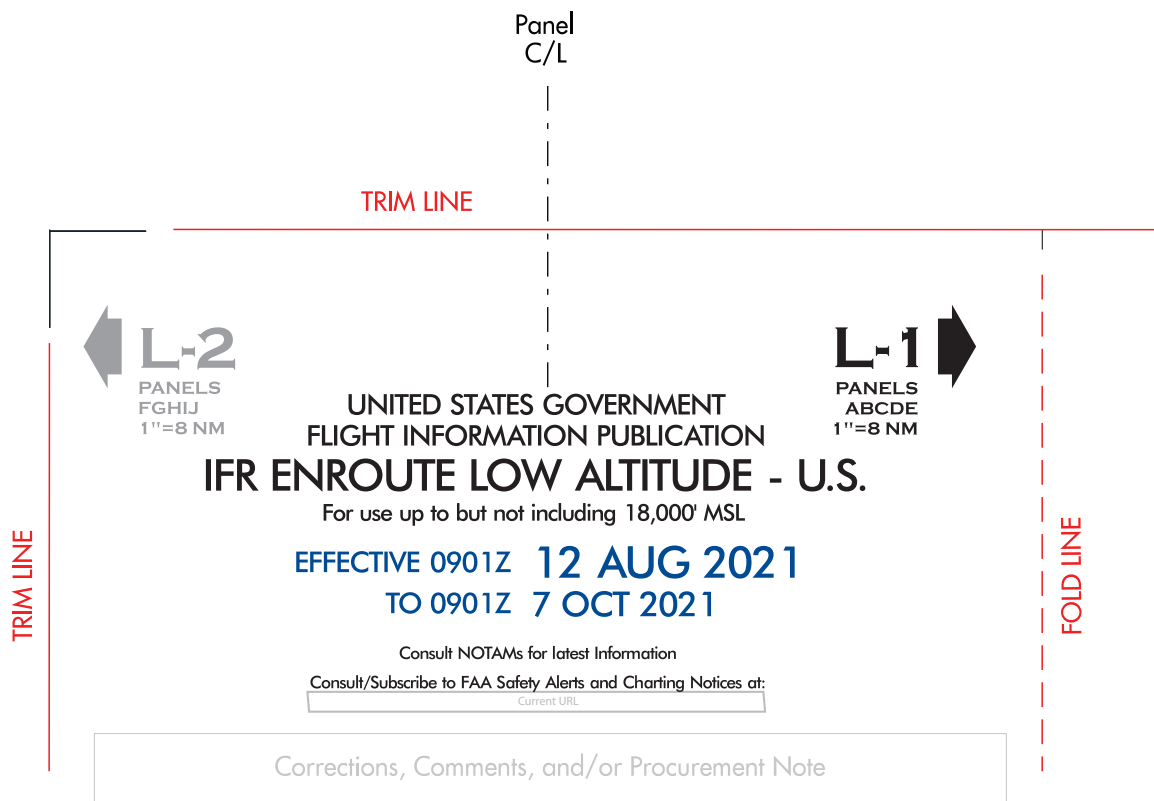 Panel
C/L
TRIM LINE
L-2
PANELS
FGHIJ
1"=8 NM
L-1
PANELS
ABCDE
1"=8 NM
UNITED STATES GOVERNMENT
FLIGHT INFORMATION PUBLICATION
IFR ENROUTE LOW ALTITUDE - U.S.
For use up to but not including 18,000' MSL
EFFECTIVE 0901Z 12 AUG 2021
TO 0901Z 7 OCT 2021
TRIM LINE
FOLD LINE
Consult NOTAMs for latest Information
Consult/Subscribe to FAA Safety Alerts and Charting Notices at:
Current URL
Corrections, Comments, and/or Procurement Note